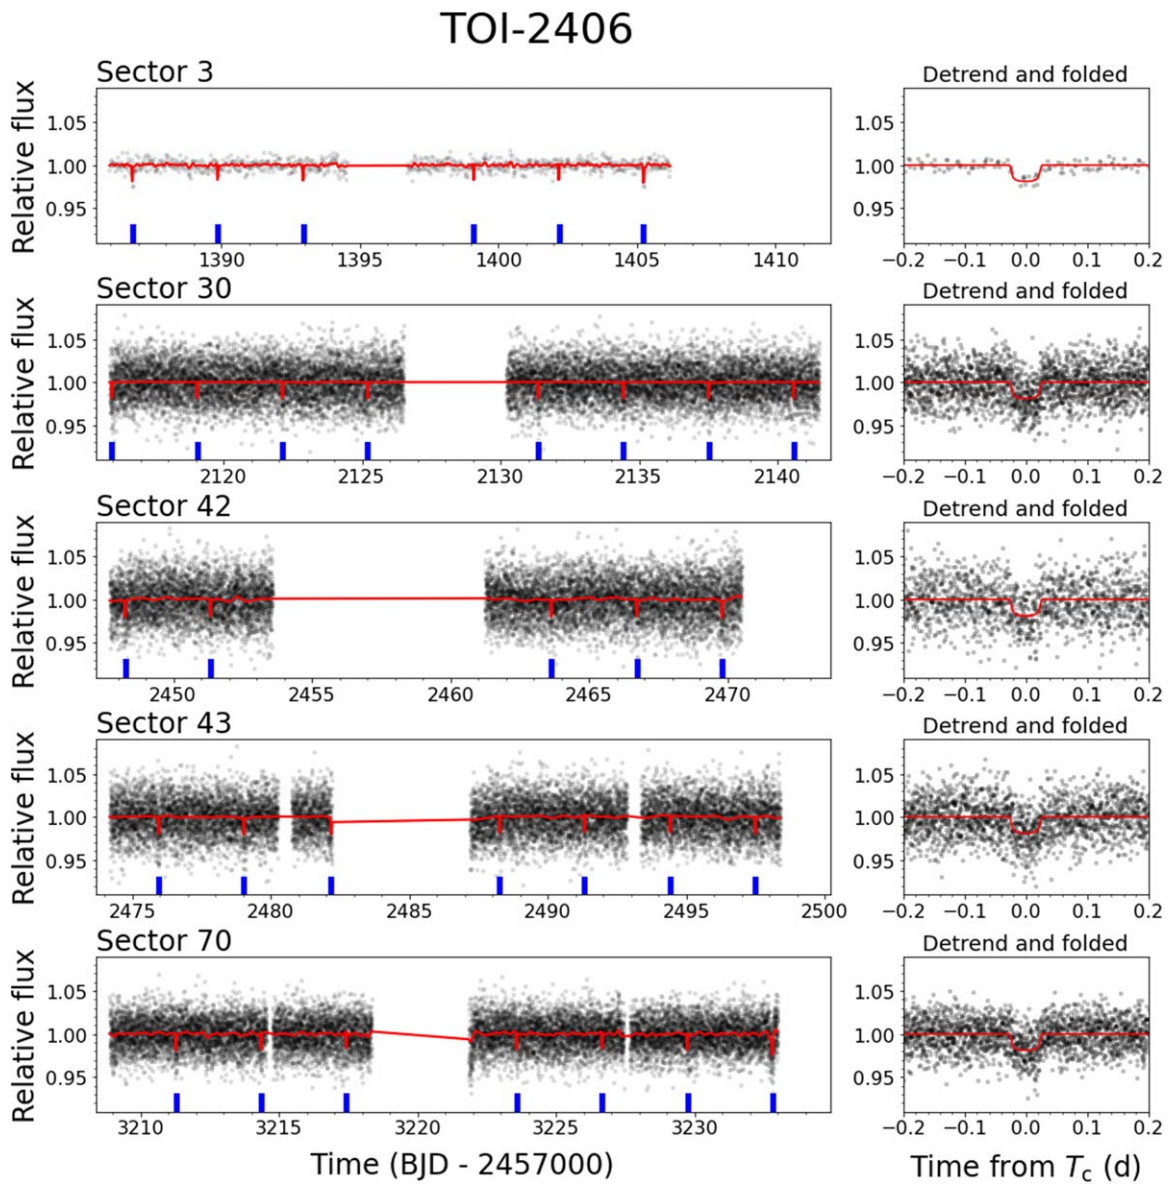 TOI-2406
Sector 3
Detrend and folded
Relative flux
1.05
1.00
0.95
1390 1395 1400 1405 1410
1.05
1.00
0.95
−0.2 −0.1 0.0 0.1 0.2
Sector 30
Detrend and folded
Relative flux
1.05
1.00
0.95
2120 2125 2130 2135 2140
1.05
1.00
0.95
−0.2 −0.1 0.0 0.1 0.2
Sector 42
Detrend and folded
Relative flux
1.05
1.00
0.95
2450 2455 2460 2465 2470
1.05
1.00
0.95
−0.2 −0.1 0.0 0.1 0.2
Sector 43
Detrend and folded
Relative flux
1.05
1.00
0.95
2475 2480 2485 2490 2495 2500
1.05
1.00
0.95
−0.2 −0.1 0.0 0.1 0.2
Sector 70
Detrend and folded
Relative flux
1.05
1.00
0.95
3210 3215 3220 3225 3230
1.05
1.00
0.95
−0.2 −0.1 0.0 0.1 0.2
Time (BJD - 2457000)
Time from Tc (d)